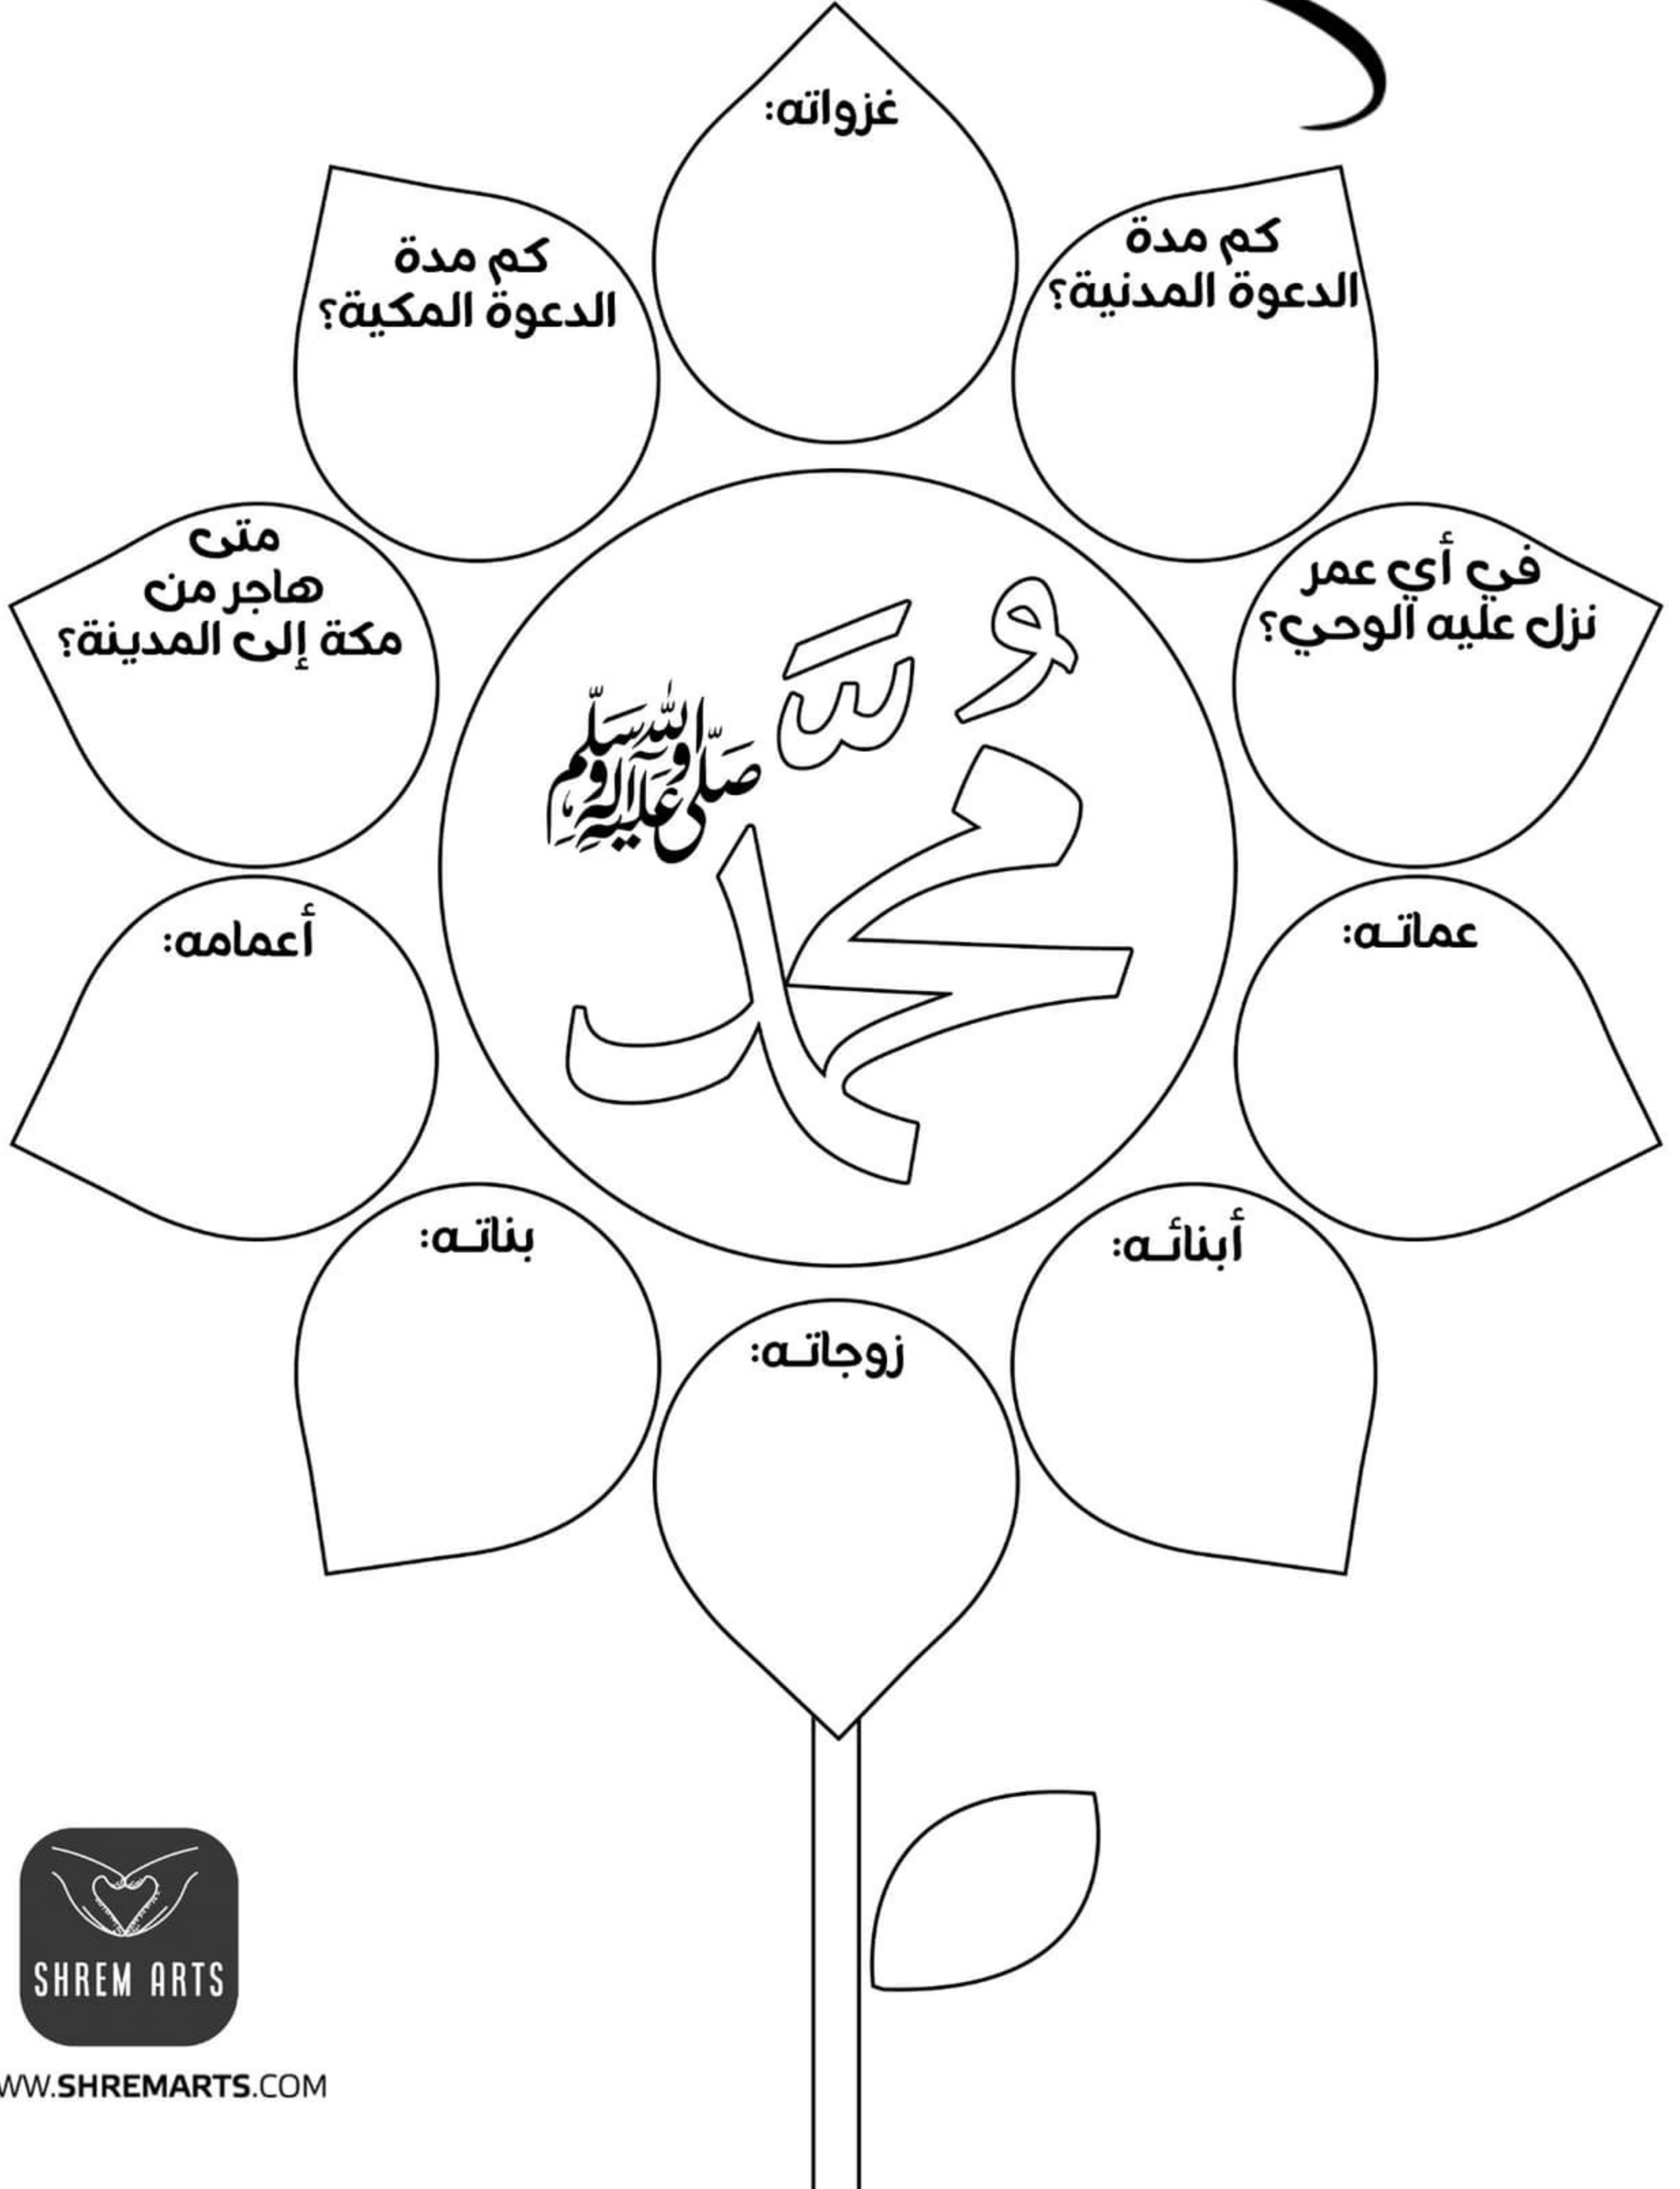 غزواته:
كم مدة
الدعوة المدنية؟
كم مدة
الدعوة المكية؟
في أي عمر
نزل عليه الوحي؟
متى
هاجر من
مكة إلى المدينة؟
محمد
صلى الله عليه وآله وسلم
عماتـه:
أعمامه:
أبنائـه:
بناتـه:
زوجاتـه:
SHREM ARTS
WW.SHREMARTS.COM